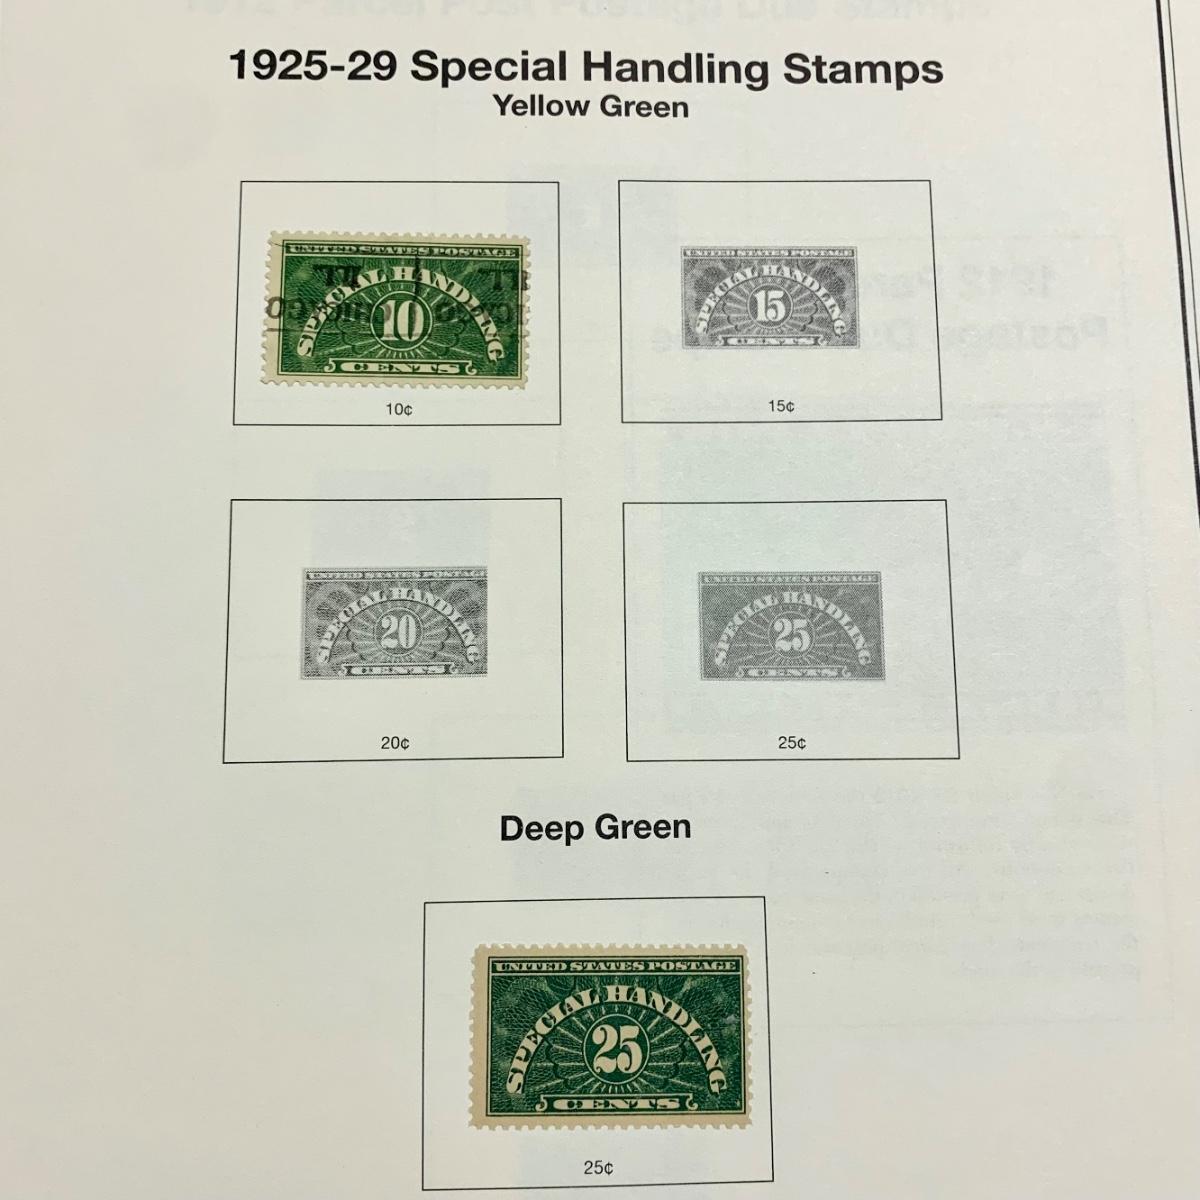 1925-29 Special Handling Stamps
Yellow Green
UNITED STATES POSTAGE
SPECIAL HANDLING
10
CENTS
CHICAGO
ILL
10¢
UNITED STATES POSTAGE
SPECIAL HANDLING
15
CENTS
15¢
UNITED STATES POSTAGE
SPECIAL HANDLING
20
CENTS
20¢
UNITED STATES POSTAGE
SPECIAL HANDLING
25
CENTS
25¢
Deep Green
UNITED STATES POSTAGE
SPECIAL HANDLING
25
CENTS
25¢